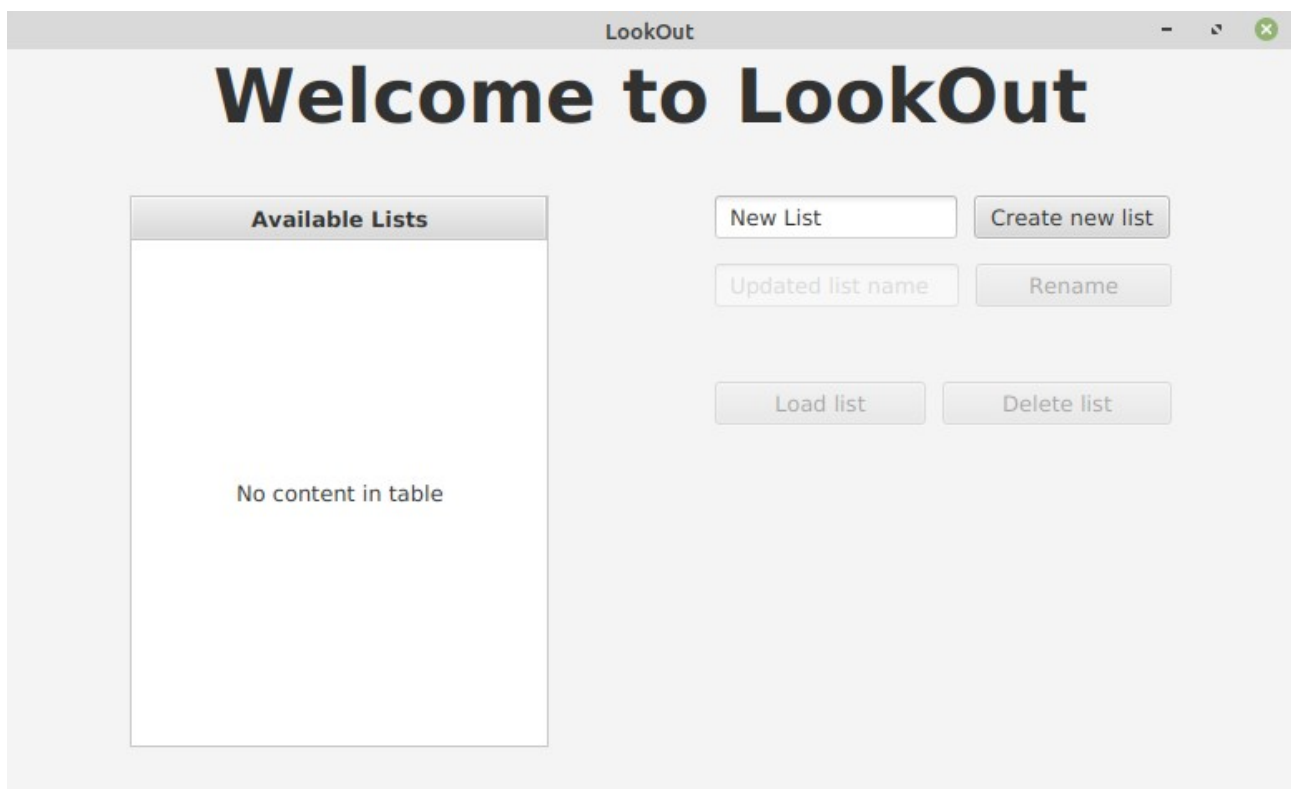 LookOut
Welcome to LookOut
Available Lists
No content in table
New List
Create new list
Updated list name
Rename
Load list
Delete list